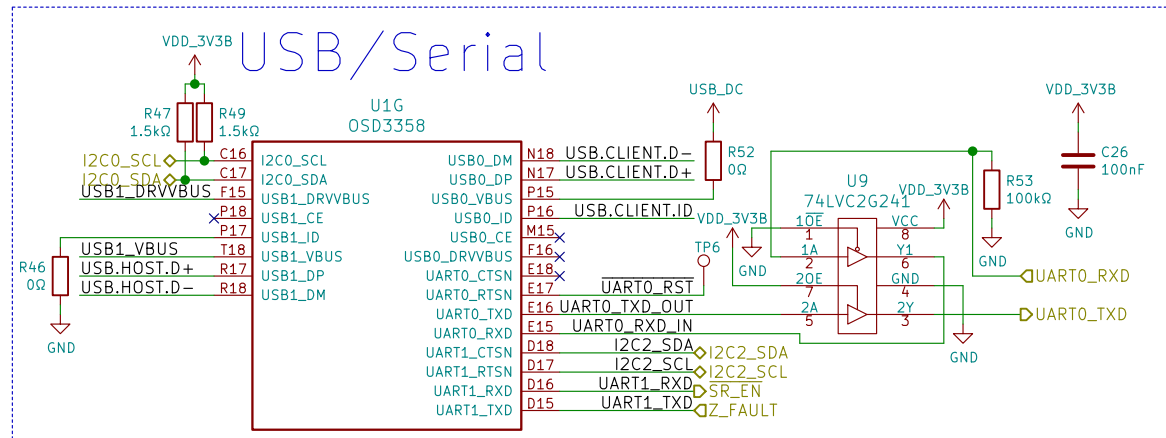 USB/Serial
VDD_3V3B
R47
1.5kΩ
R49
1.5kΩ
I2C0_SCL
I2C0_SDA
USB1_DRVVBUS
USB1_VBUS
USB.HOST.D+
USB.HOST.D-
R46
0Ω
GND
U1G
OSD3358
C16 I2C0_SCL
C17 I2C0_SDA
F15 USB1_DRVVBUS
P18 USB1_CE
P17 USB1_ID
T18 USB1_VBUS
R17 USB1_DP
R18 USB1_DM
USB0_DM N18 USB.CLIENT.D-
USB0_DP N17 USB.CLIENT.D+
USB0_VBUS P15
USB0_ID P16 USB.CLIENT.ID
USB0_CE M15
USB0_DRVVBUS F16
UART0_CTSN E18
UART0_RTSN E17 UART0_RST
UART0_TXD E16 UART0_TXD_OUT
UART0_RXD E15 UART0_RXD_IN
UART1_CTSN D18 I2C2_SDA I2C2_SDA
UART1_RTSN D17 I2C2_SCL I2C2_SCL
UART1_RXD D16 UART1_RXD SR_EN
UART1_TXD D15 UART1_TXD Z_FAULT
USB_DC
R52
0Ω
TP6
VDD_3V3B
GND
U9
74LVC2G241
1OE 1
1A 2
2OE 7
2A 5
VCC 8
Y1 6
GND 4
2Y 3
VDD_3V3B
GND
R53
100kΩ
GND
UART0_RXD
UART0_TXD
VDD_3V3B
C26
100nF
GND